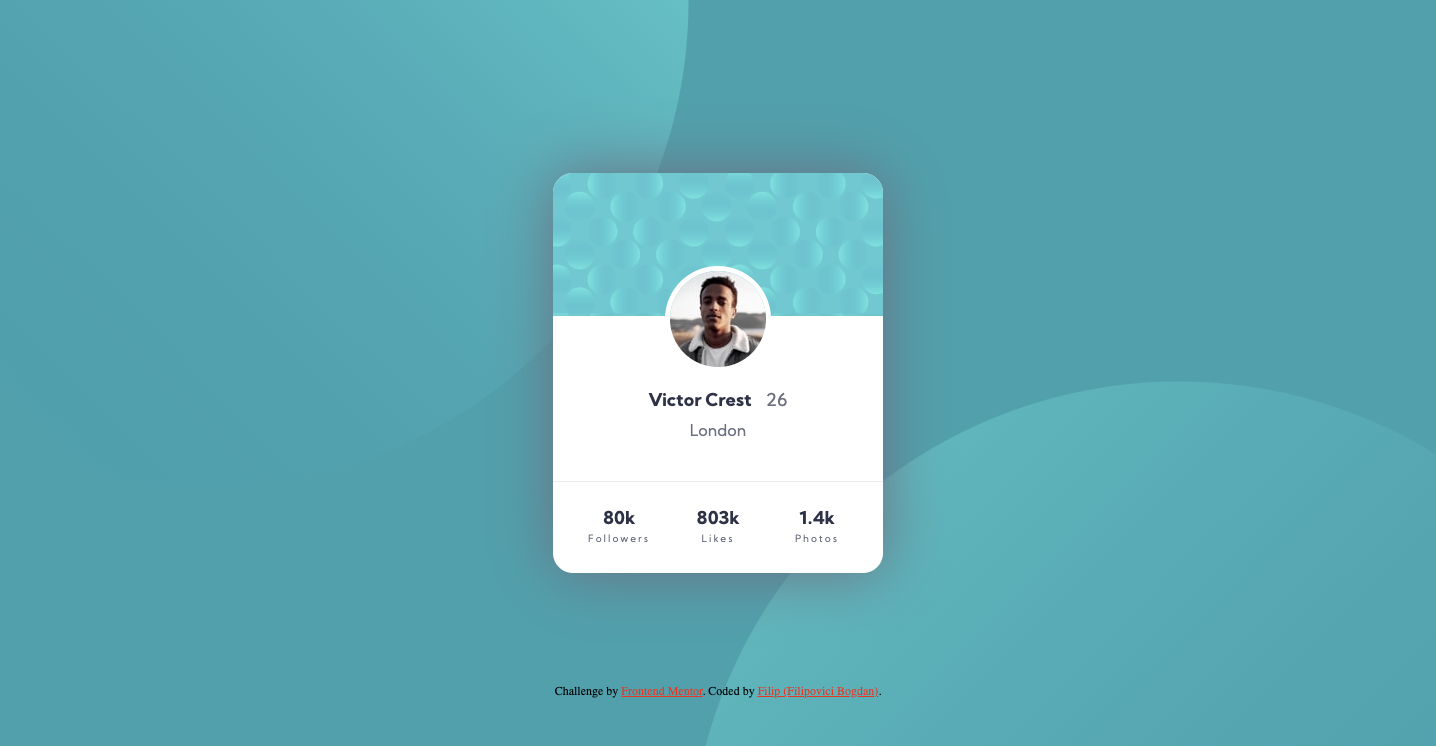 Victor Crest 26
London
80k 803k 1.4k
Followers Likes Photos
Challenge by Frontend Mentor. Coded by Filip (Filipovici Bogdan).